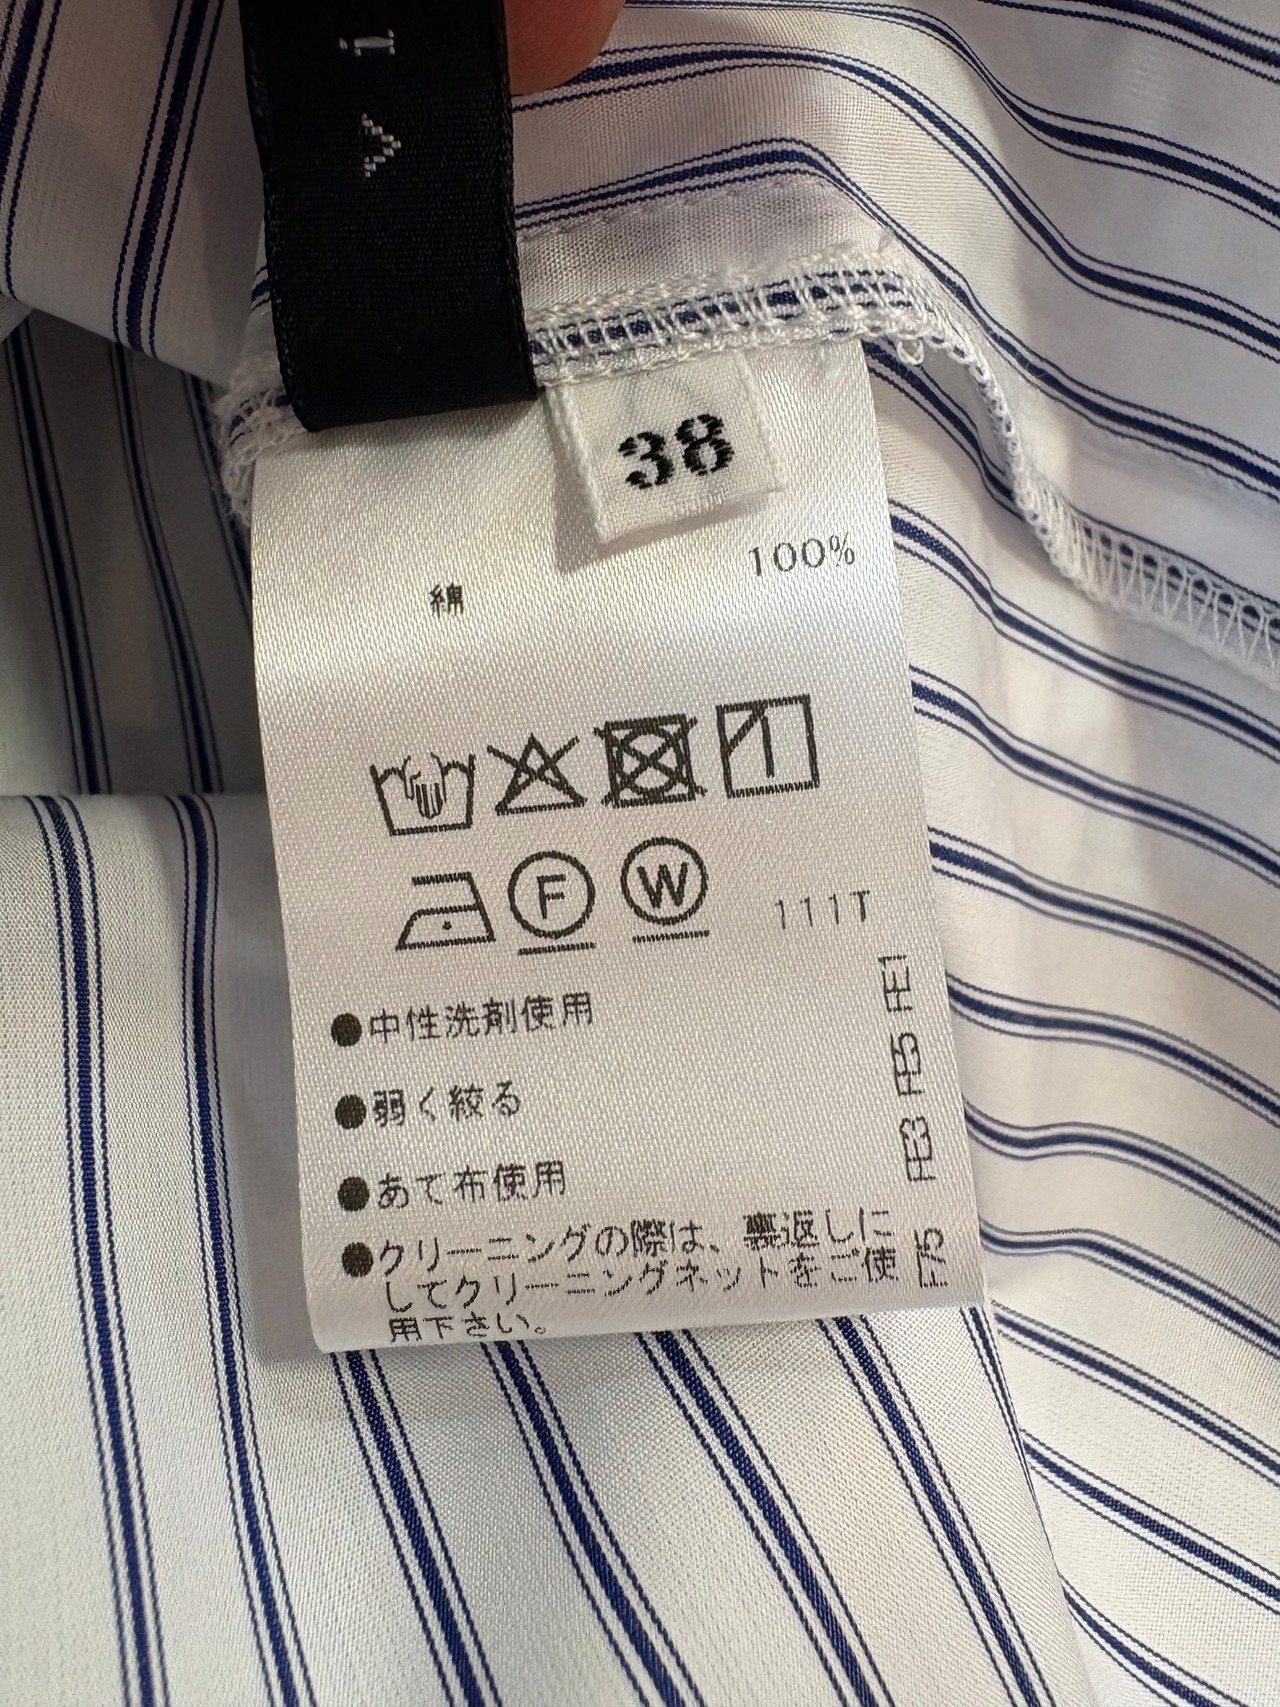 38
綿 100%
F W 111T
●中性洗剤使用
●弱く絞る
●あて布使用
●クリーニングの際は、裏返しに
してクリーニングネットをご使
用下さい。